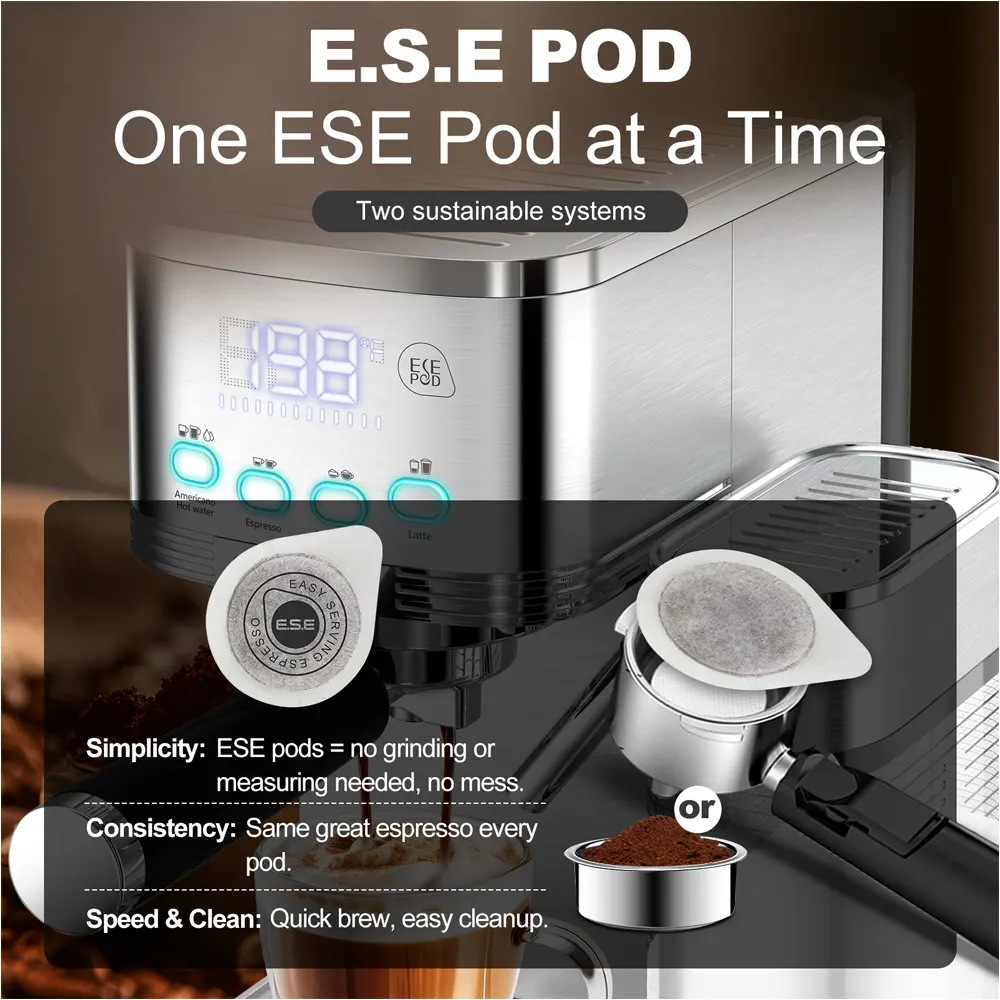 E.S.E POD
One ESE Pod at a Time
Two sustainable systems
198°F
ESE
POD
Americano
Hot water
Espresso
Latte
EASY SERVING ESPRESSO
E.S.E
Simplicity: ESE pods = no grinding or
measuring needed, no mess.
Consistency: Same great espresso every
pod.
Speed & Clean: Quick brew, easy cleanup.
or